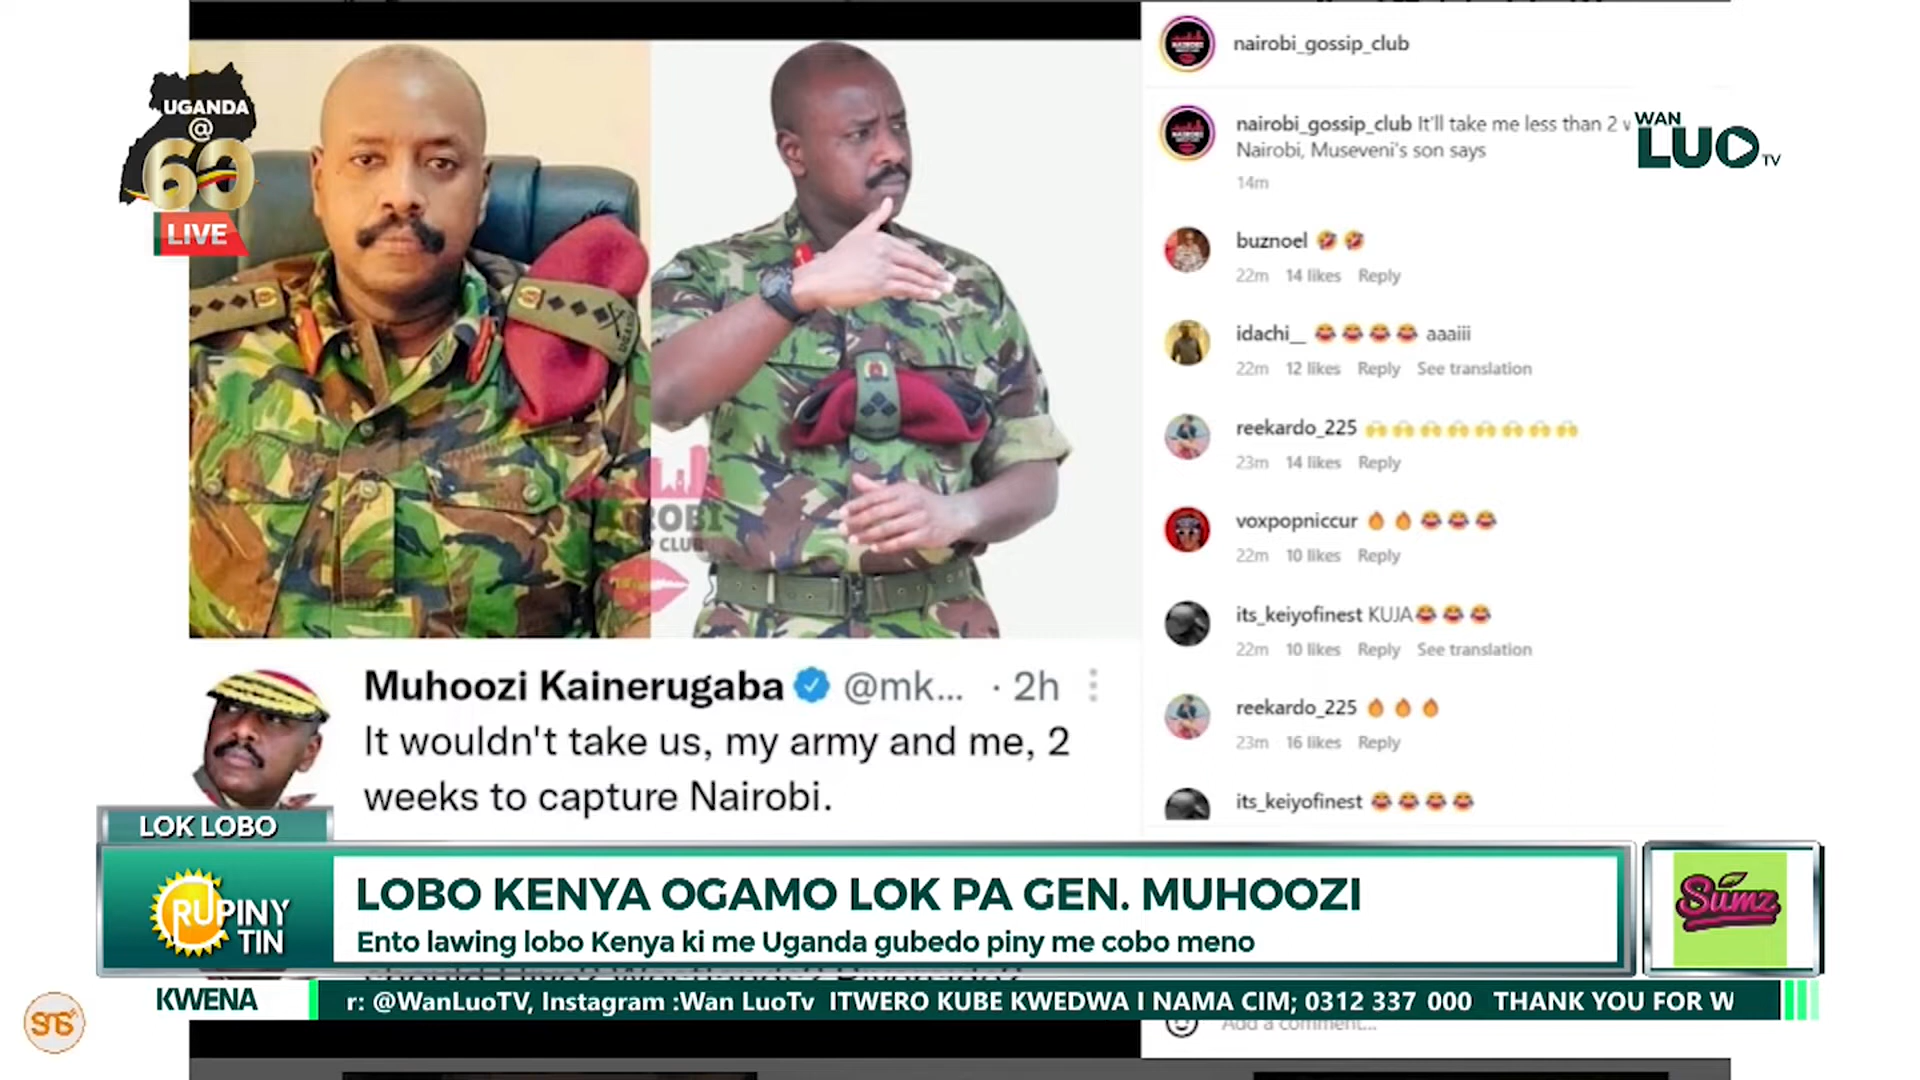 nairobi_gossip_club
nairobi_gossip_club It'll take me less than 2 w
Nairobi, Museveni's son says
14m
UGANDA
@
60
LIVE
WAN
LUO TV
buznoel 🤣 🤣
22m 14 likes Reply
idachi__ 😂 😂 😂 😂 aaaiii
22m 12 likes Reply See translation
reekardo_225 🙌 🙌 🙌 🙌 🙌 🙌 🙌 🙌
23m 14 likes Reply
voxpopniccur 🔥 🔥 😂 😂 😂
22m 10 likes Reply
its_keiyofinest KUJA😂 😂 😂
22m 10 likes Reply See translation
reekardo_225 🔥 🔥 🔥
23m 16 likes Reply
its_keiyofinest 😂 😂 😂 😂
UGANDA
Muhoozi Kainerugaba @mk... · 2h
It wouldn't take us, my army and me, 2
weeks to capture Nairobi.
LOK LOBO
RUPINY
TIN
LOBO KENYA OGAMO LOK PA GEN. MUHOOZI
Ento lawing lobo Kenya ki me Uganda gubedo piny me cobo meno
Sumz
KWENA
r: @WanLuoTV, Instagram :Wan LuoTv ITWERO KUBE KWEDWA I NAMA CIM; 0312 337 000 THANK YOU FOR W
Add a comment...